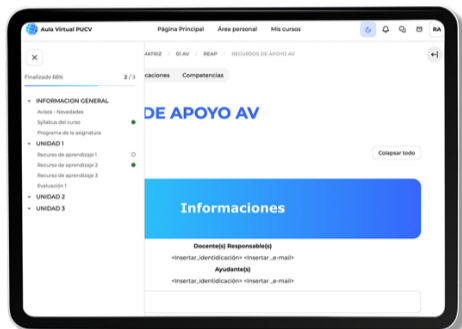 Aula Virtual PUCV
Página Principal Área personal Mis cursos
RA
MATRIZ / 01 AV / REAP / RECURSOS DE APOYO AV
Finalizado 66% 2 / 3
caciones Competencias
INFORMACION GENERAL
Avisos - Novedades
Syllabus del curso
Programa de la asignatura
UNIDAD 1
Recurso de aprendizaje 1
Recurso de aprendizaje 2
Recurso de aprendizaje 3
Evaluación 1
UNIDAD 2
UNIDAD 3
DE APOYO AV
Colapsar todo
Informaciones
Docente(s) Responsable(s)
<Insertar_identidicación> <Insertar _e-mail>
Ayudante(s)
<Insertar_identidicación> <Insertar _e-mail>